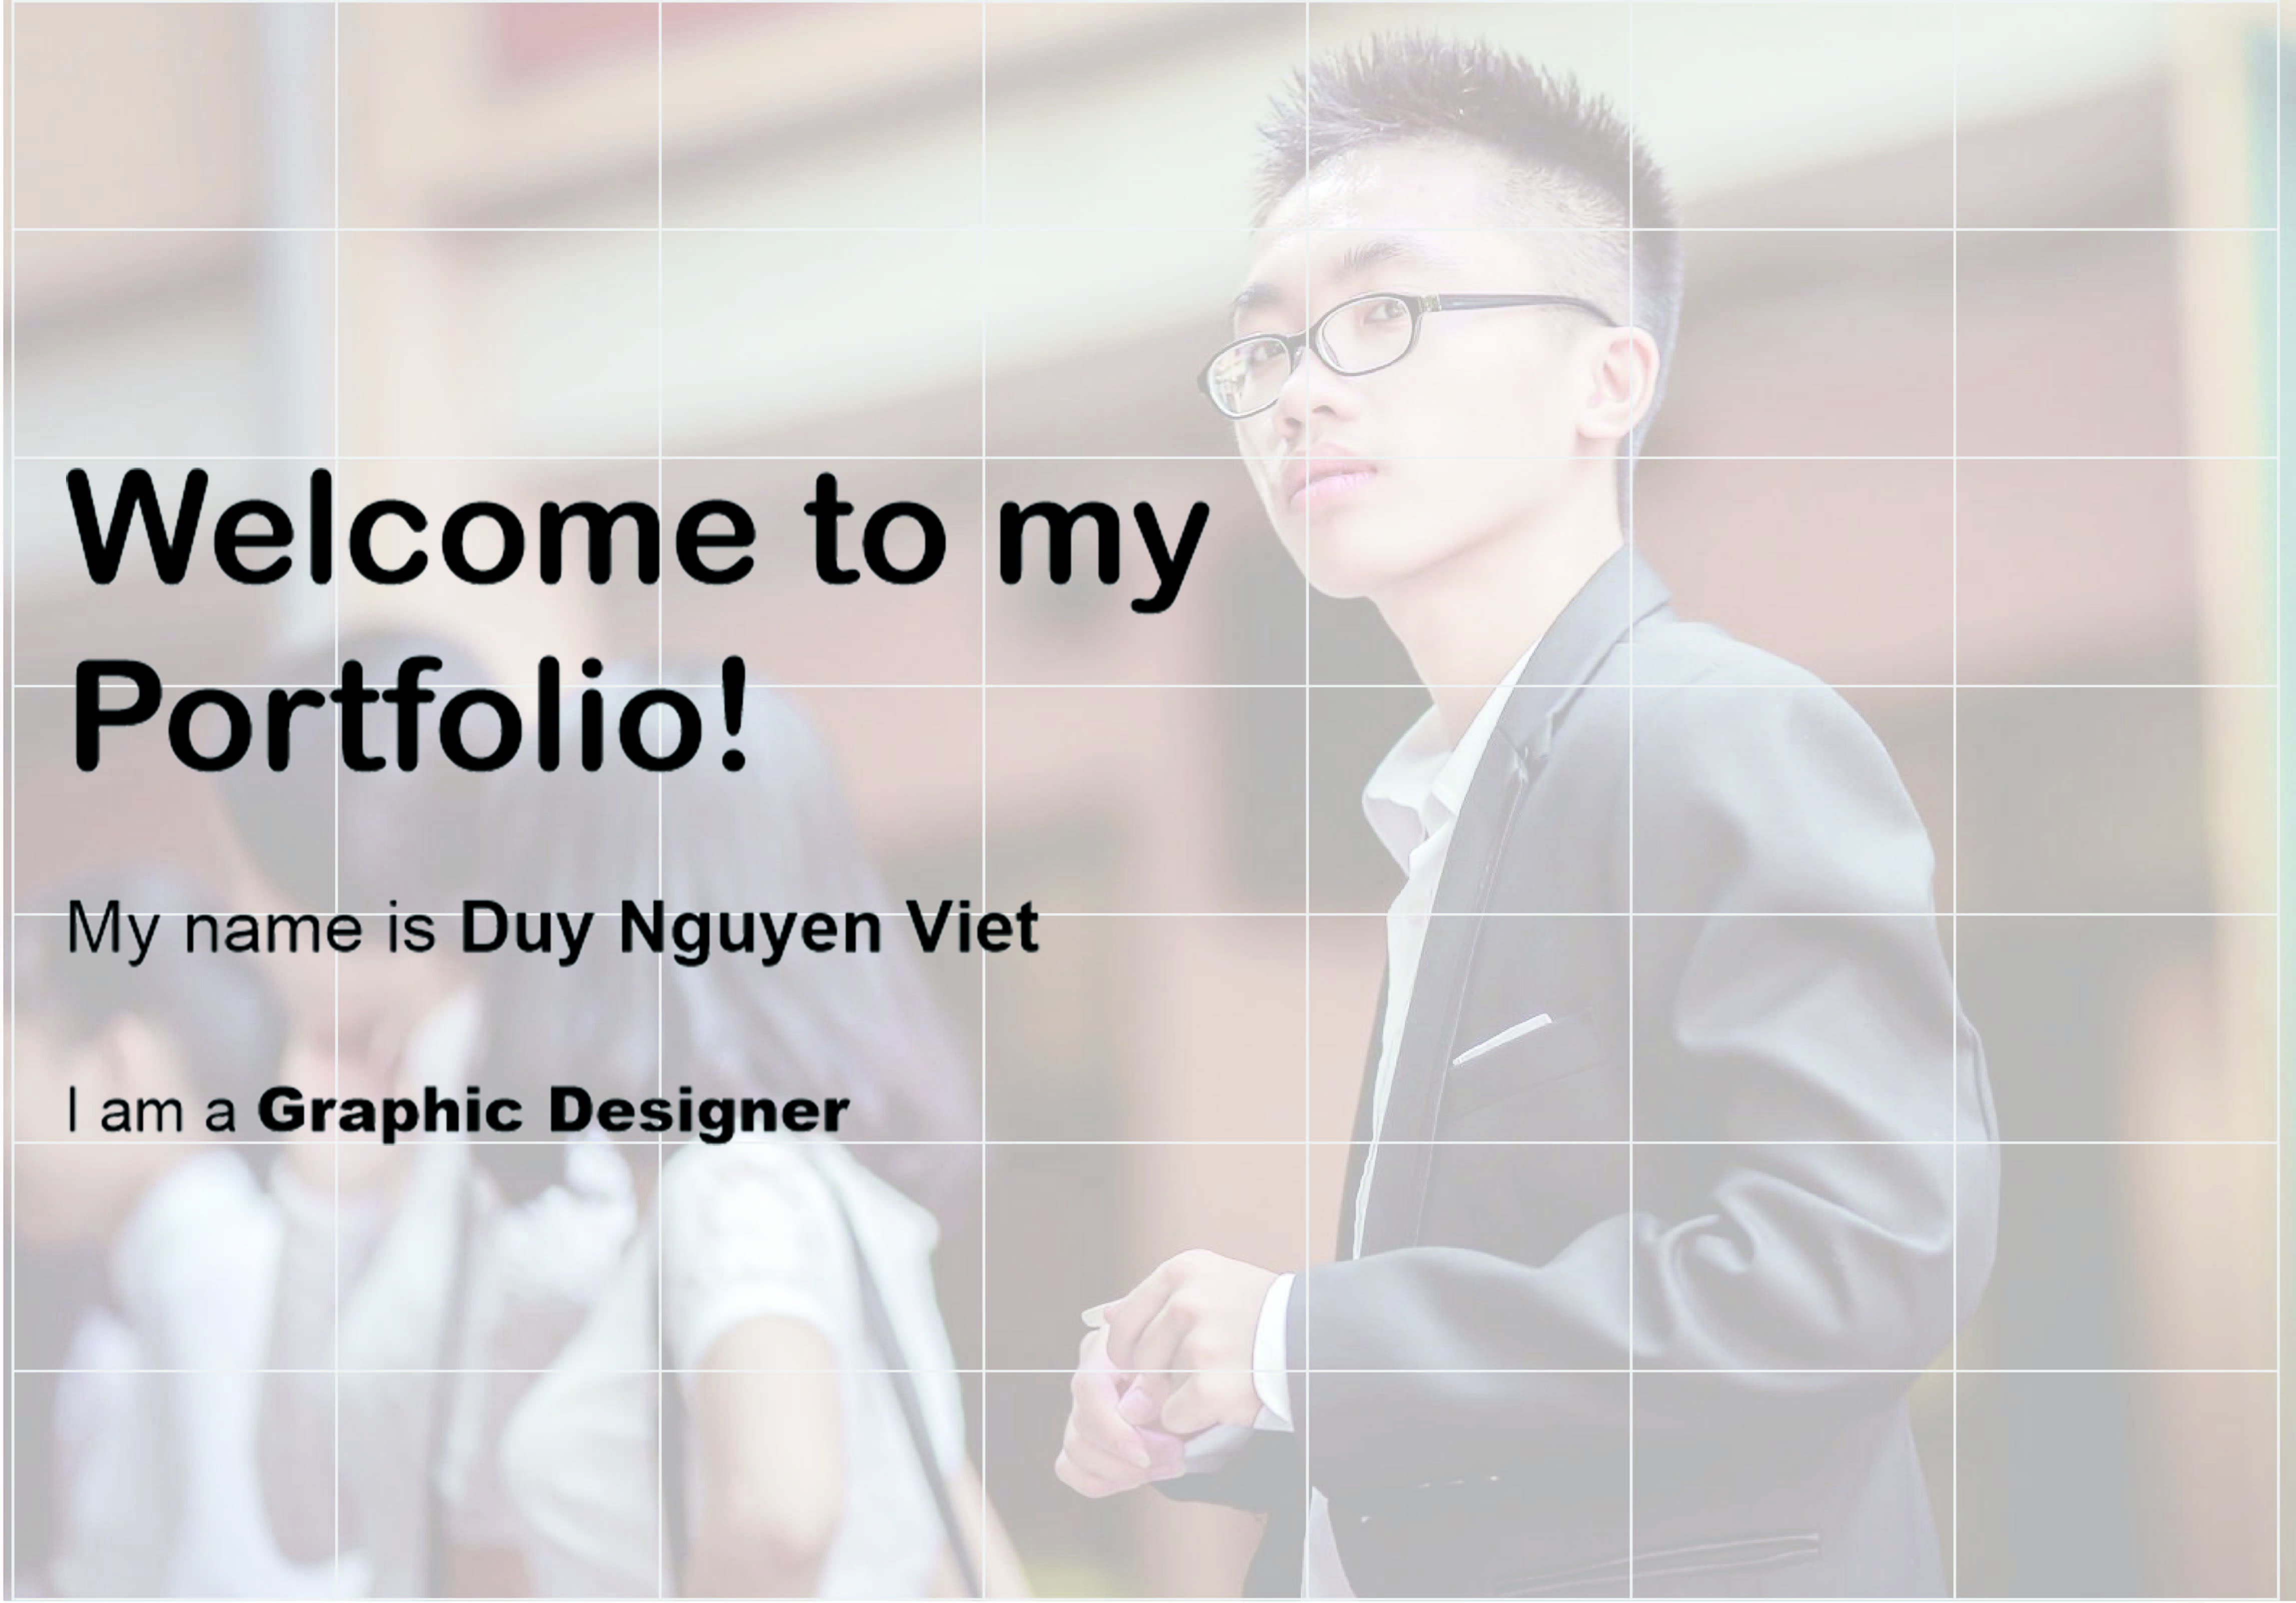 Welcome to my
Portfolio!
My name is Duy Nguyen Viet
I am a Graphic Designer